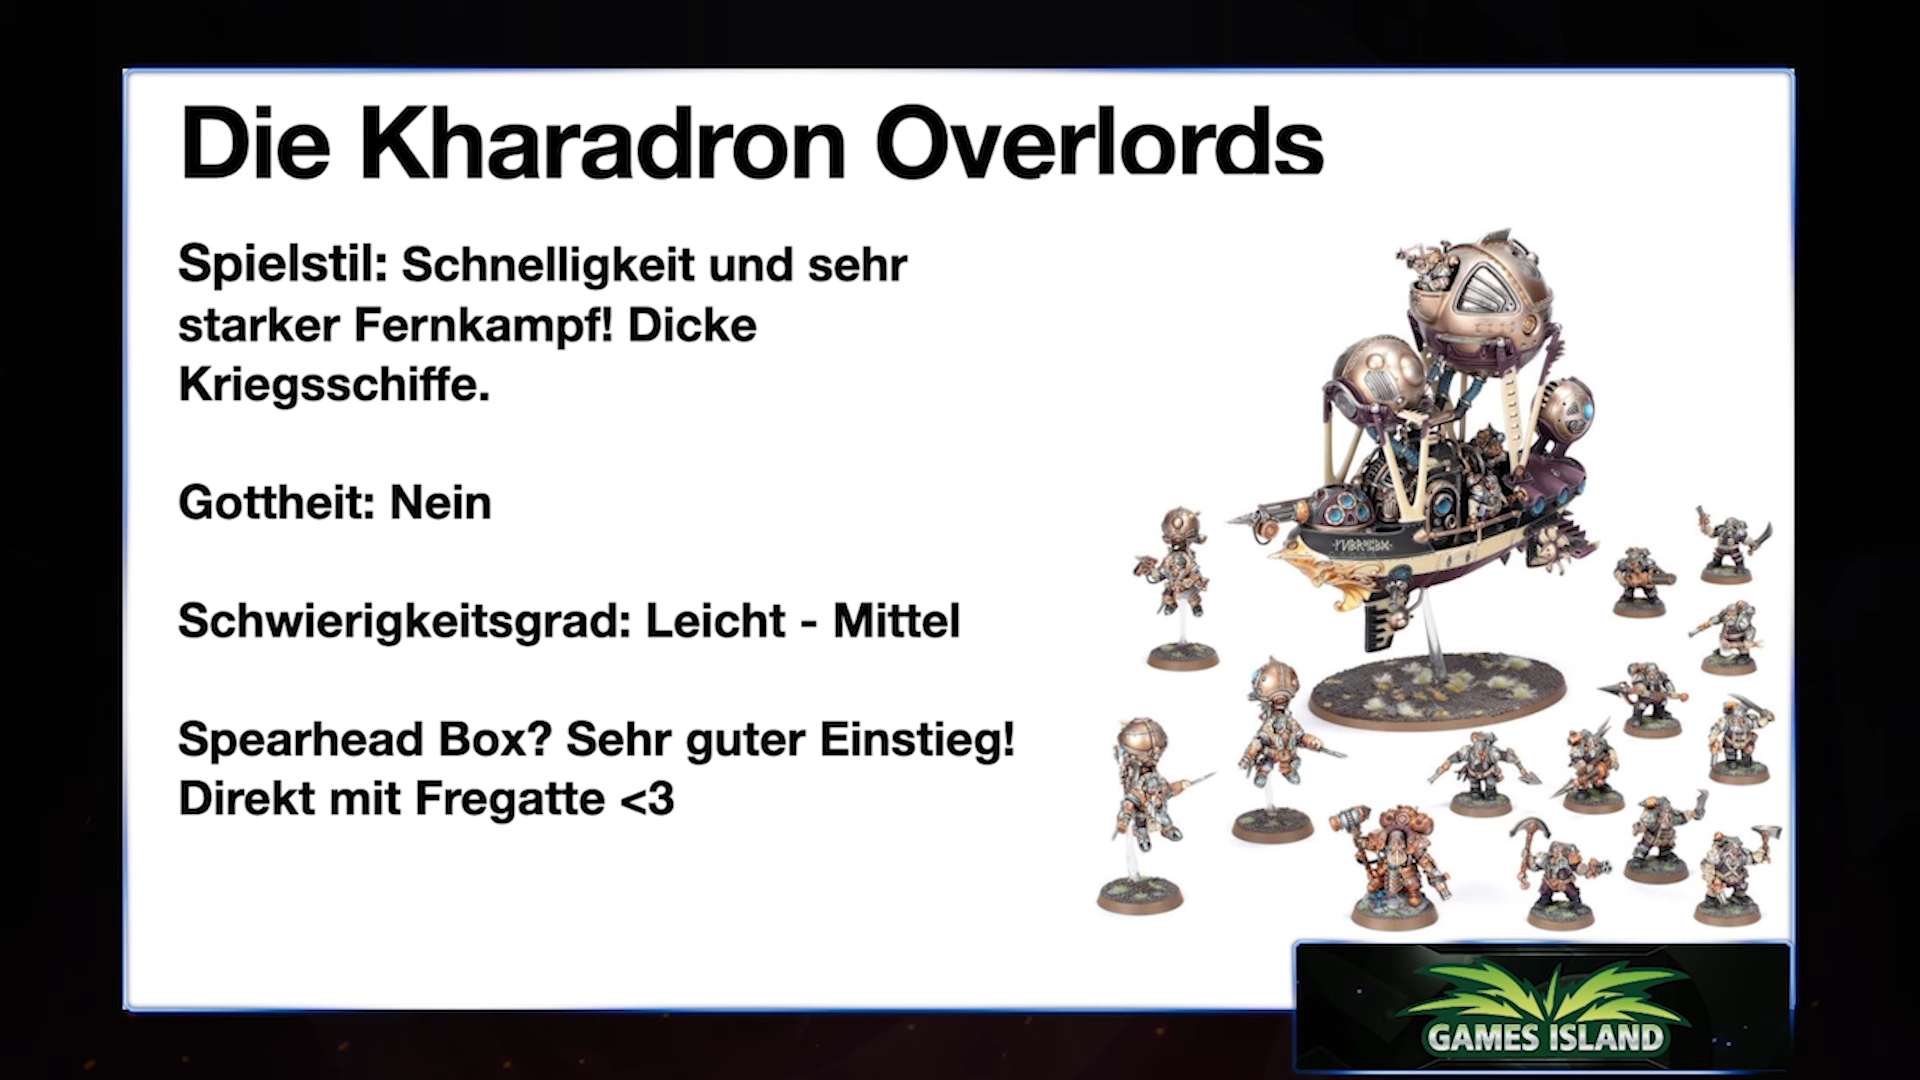 Die Kharadron Overlords
Spielstil: Schnelligkeit und sehr
starker Fernkampf! Dicke
Kriegsschiffe.
Gottheit: Nein
Schwierigkeitsgrad: Leicht - Mittel
Spearhead Box? Sehr guter Einstieg!
Direkt mit Fregatte <3
GAMES ISLAND